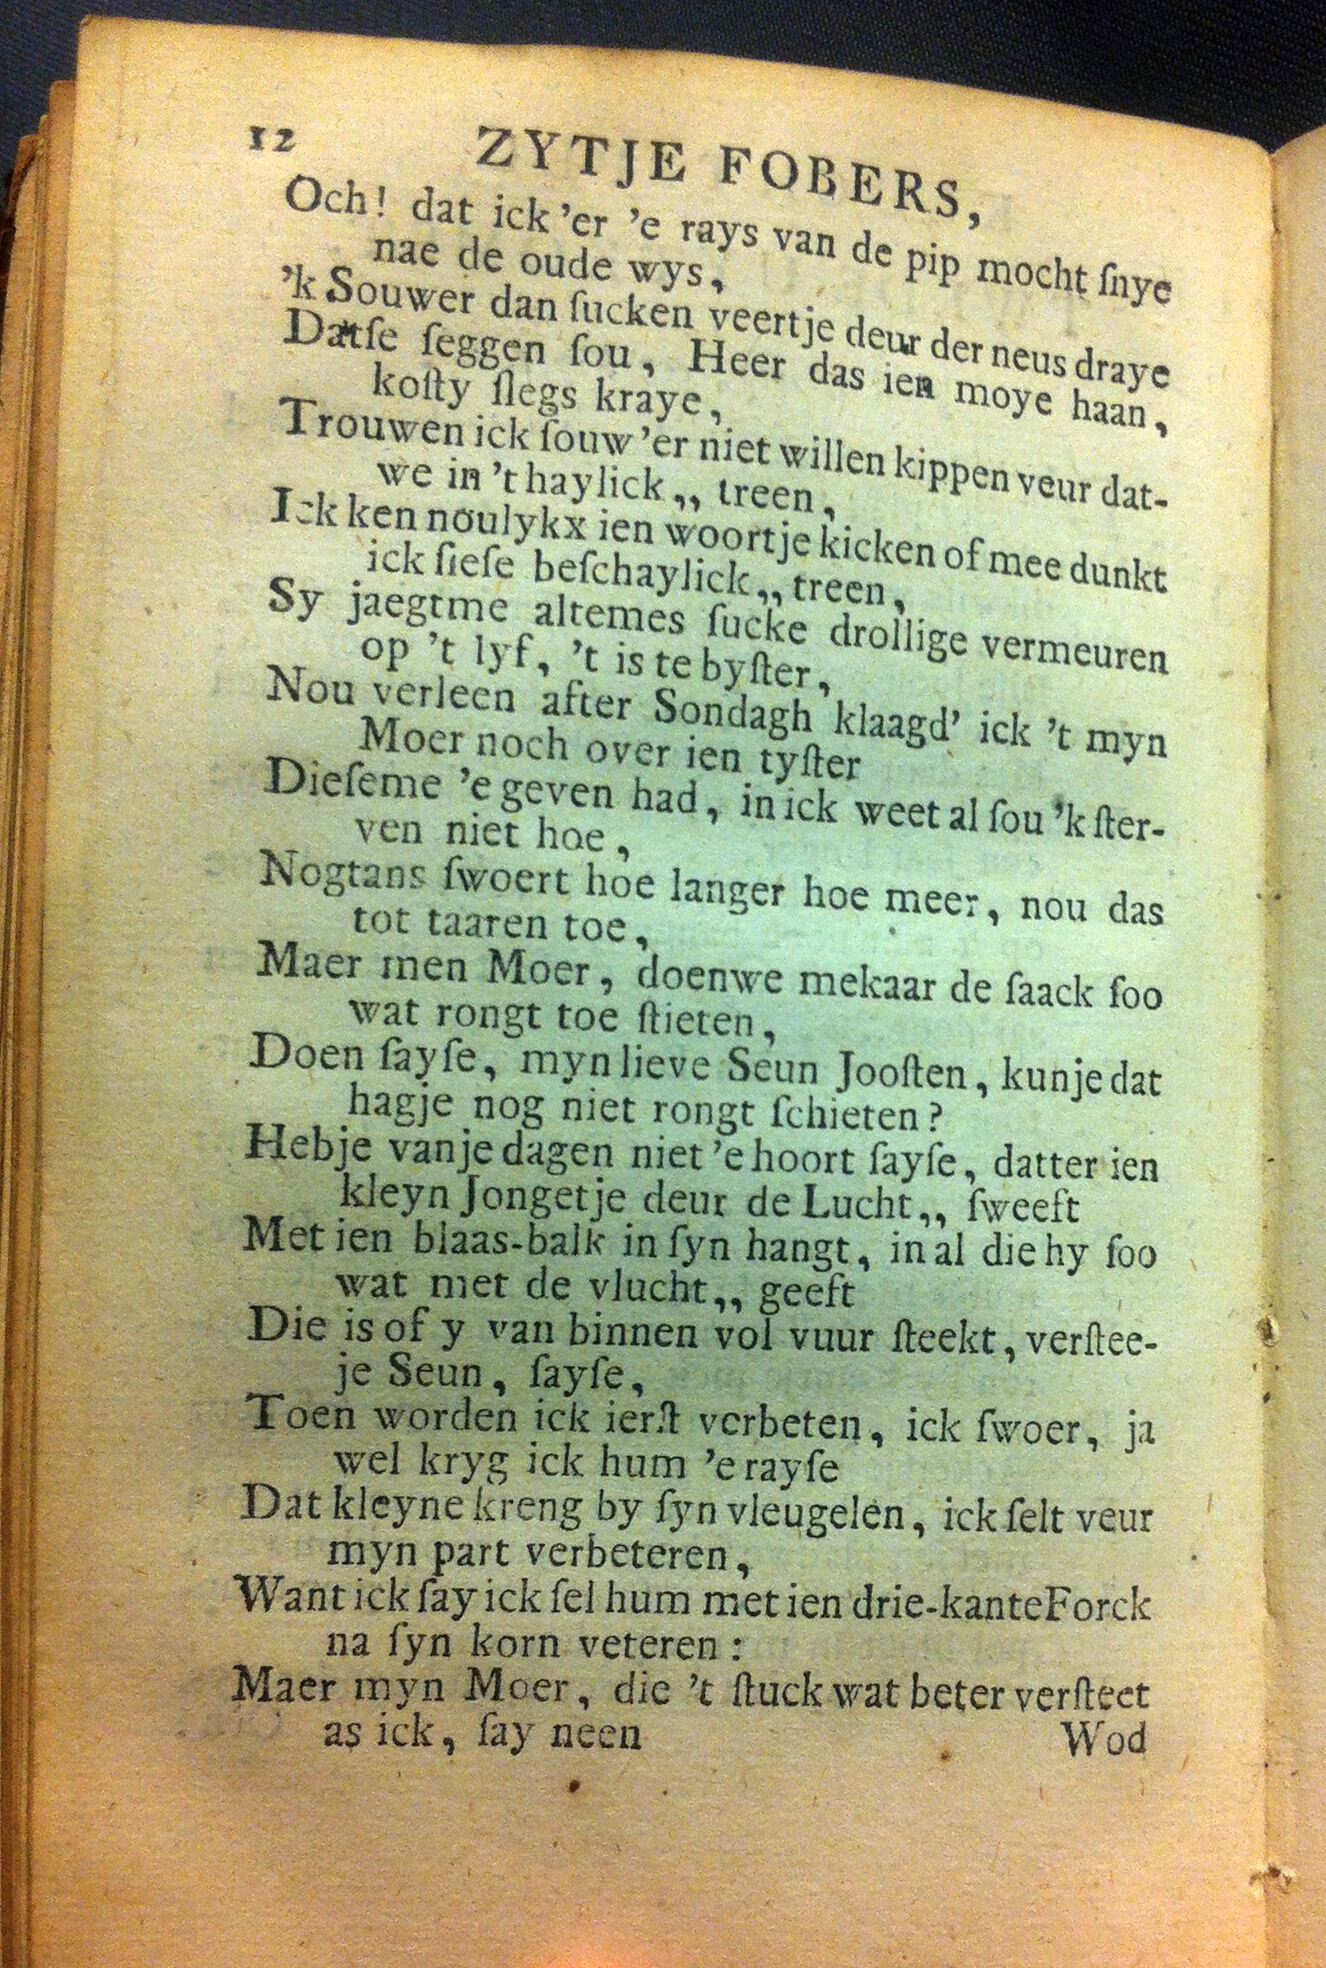 12 ZYTJE FOBERS,
Och! dat ick 'er 'e rays van de pip mocht ſnye
nae de oude wys,
'k Souwer dan ſucken veertje deur der neus draye
Datſe ſeggen ſou, Heer das ien moye haan,
koſty ſlegs kraye,
Trouwen ick ſouw 'er niet willen kippen veur dat-
we in 't haylick,, treen,
Ick ken noulykx ien woortje kicken of mee dunkt
ick ſieſe beſchaylick,, treen,
Sy jaegtme altemes ſucke drollige vermeuren
op 't lyf, 't is te byſter,
Nou verleen after Sondagh klaagd' ick 't myn
Moer noch over ien tyſter
Dieſeme 'e geven had, in ick weet al ſou 'k ſter-
ven niet hoe,
Nogtans ſwoert hoe langer hoe meer, nou das
tot taaren toe,
Maer men Moer, doenwe mekaar de ſaack ſoo
wat rongt toe ſtieten,
Doen ſayſe, myn lieve Seun Jooſten, kunje dat
hagje nog niet rongt ſchieten?
Hebje vanje dagen niet 'e hoort ſayſe, datter ien
kleyn Jongetje deur de Lucht,, ſweeft
Met ien blaas-balk in ſyn hangt, in al die hy ſoo
wat met de vlucht,, geeft
Die is of y van binnen vol vuur ſteekt, verſtee-
je Seun, ſayſe,
Toen worden ick ierſt verbeten, ick ſwoer, ja
wel kryg ick hum 'e rayſe
Dat kleyne kreng by ſyn vleugelen, ick ſelt veur
myn part verbeteren,
Want ick ſay ick ſel hum met ien drie-kante Forck
na ſyn korn veteren:
Maer myn Moer, die 't ſtuck wat beter verſteet
as ick, ſay neen
Wod